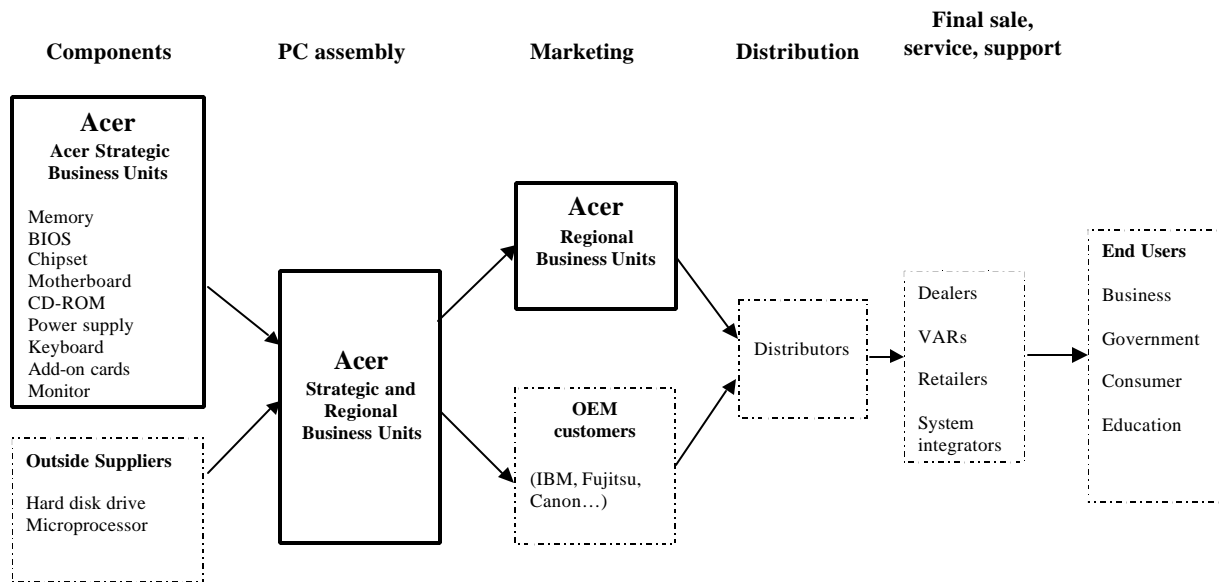 Components
PC assembly
Marketing
Distribution
Final sale,
service, support
Acer
Acer Strategic
Business Units
Memory
BIOS
Chipset
Motherboard
CD-ROM
Power supply
Keyboard
Add-on cards
Monitor
Outside Suppliers
Hard disk drive
Microprocessor
Acer
Strategic and
Regional
Business Units
Acer
Regional
Business Units
OEM
customers
(IBM, Fujitsu,
Canon…)
Distributors
Dealers
VARs
Retailers
System
integrators
End Users
Business
Government
Consumer
Education